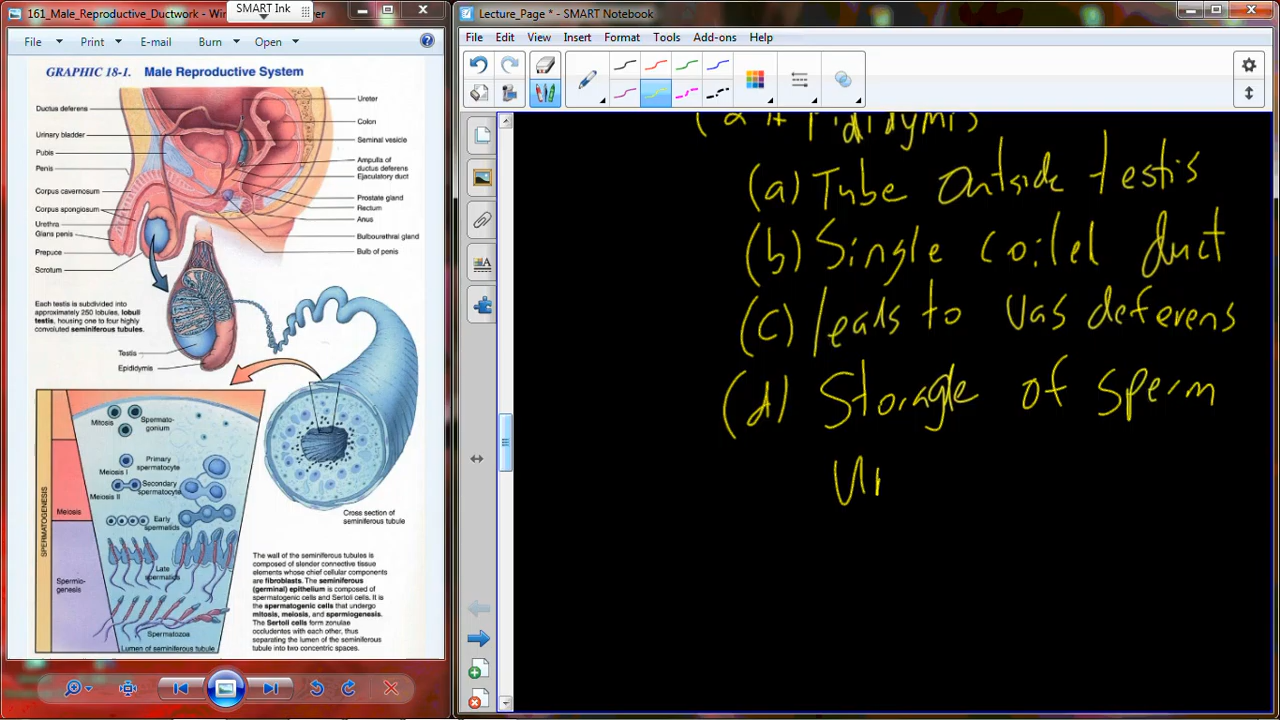 161_Male_Reproductive_Ductwork - Win
SMART Ink
er
File Print E-mail Burn Open
GRAPHIC 18-1. Male Reproductive System
Ductus deferens
Urinary bladder
Pubis
Penis
Corpus cavernosum
Corpus spongiosum
Urethra
Glans penis
Prepuce
Scrotum
Ureter
Colon
Seminal vesicle
Ampulla of
ductus deferens
Ejaculatory duct
Prostate gland
Rectum
Anus
Bulbourethral gland
Bulb of penis
Each testis is subdivided into
approximately 250 lobules, lobuli
testis, housing one to four highly
convoluted seminiferous tubules.
Testis
Epididymis
SPERMATOGENESIS
Meiosis
Spermio-
genesis
Mitosis
Spermato-
gonium
Primary
spermatocyte
Meiosis I
Secondary
spermatocyte
Meiosis II
Early
spermatids
Late
spermatids
Spermatozoa
Lumen of seminiferous tubule
Cross section of
seminiferous tubule
The wall of the seminiferous tubules is
composed of slender connective tissue
elements whose chief cellular components
are fibroblasts. The seminiferous
(germinal) epithelium is composed of
spermatogenic cells and Sertoli cells. It is
the spermatogenic cells that undergo
mitosis, meiosis, and spermiogenesis.
The Sertoli cells form zonulae
occludentes with each other, thus
separating the lumen of the seminiferous
tubule into two concentric spaces.
Lecture_Page * - SMART Notebook
File Edit View Insert Format Tools Add-ons Help
(a) Tube Outside testis
(b) Single coiled duct
(c) leads to Vas deferens
(d) Storagle of sperm